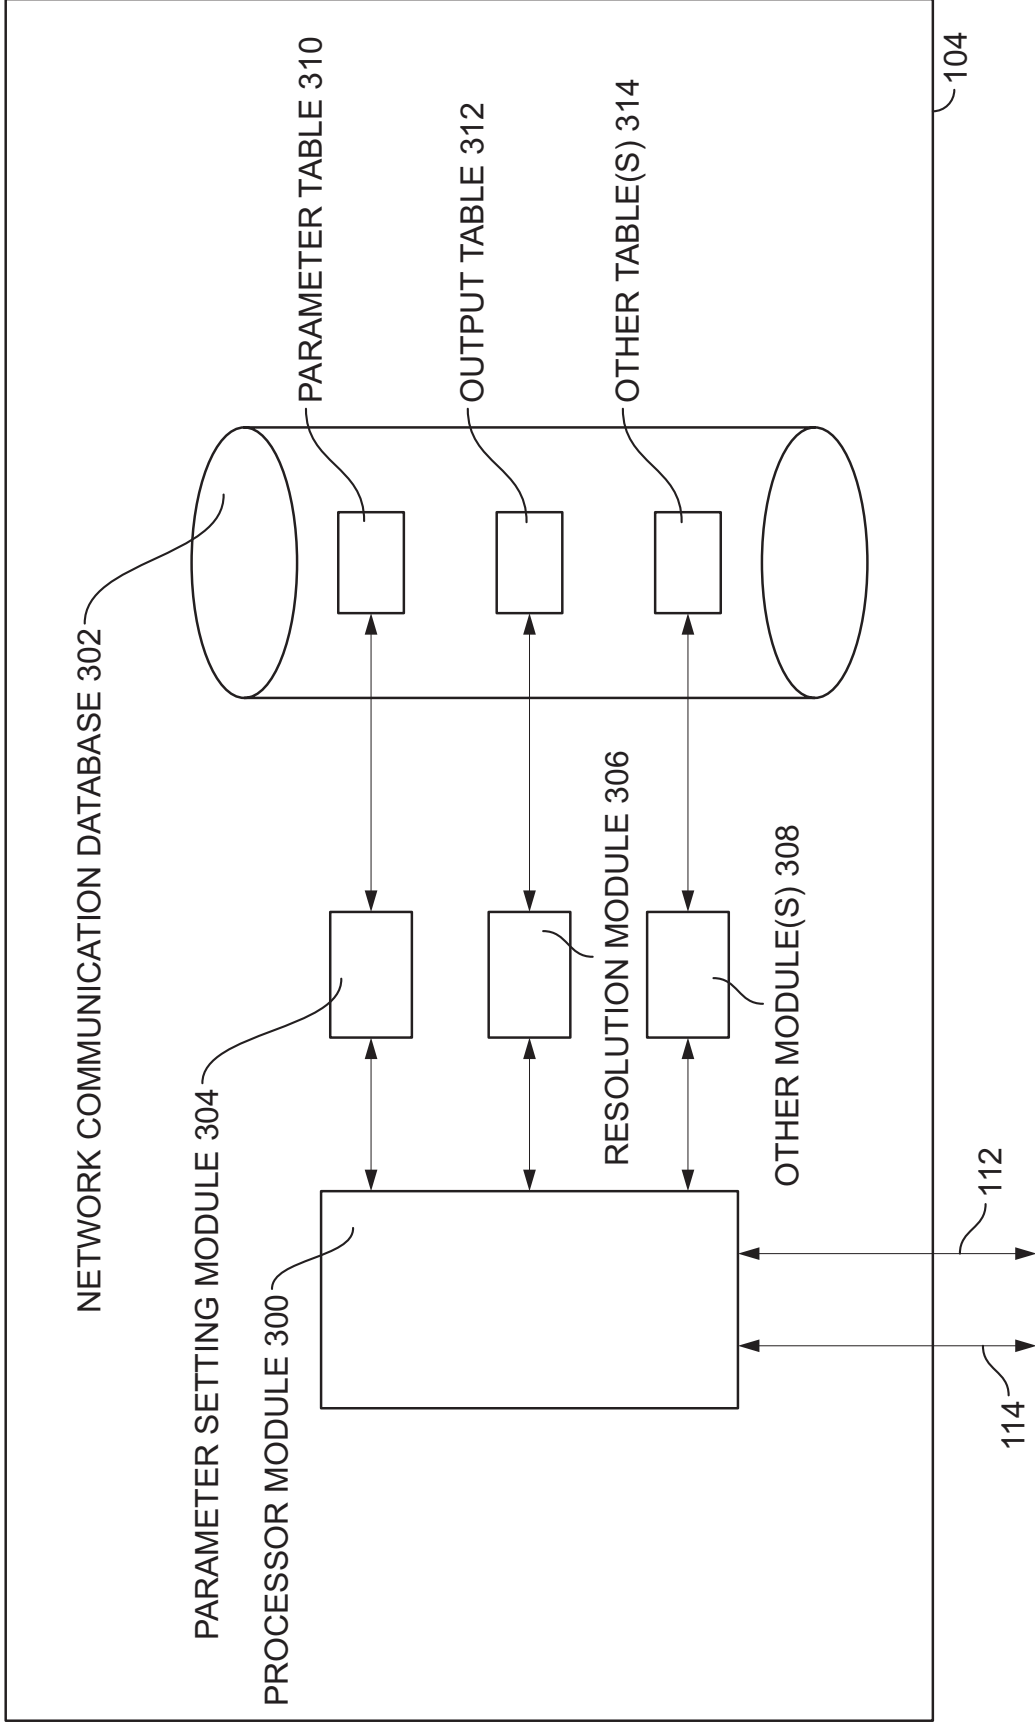 NETWORK COMMUNICATION DATABASE 302
PARAMETER SETTING MODULE 304
PROCESSOR MODULE 300
PARAMETER TABLE 310
OUTPUT TABLE 312
OTHER TABLE(S) 314
RESOLUTION MODULE 306
OTHER MODULE(S) 308
104
114
112